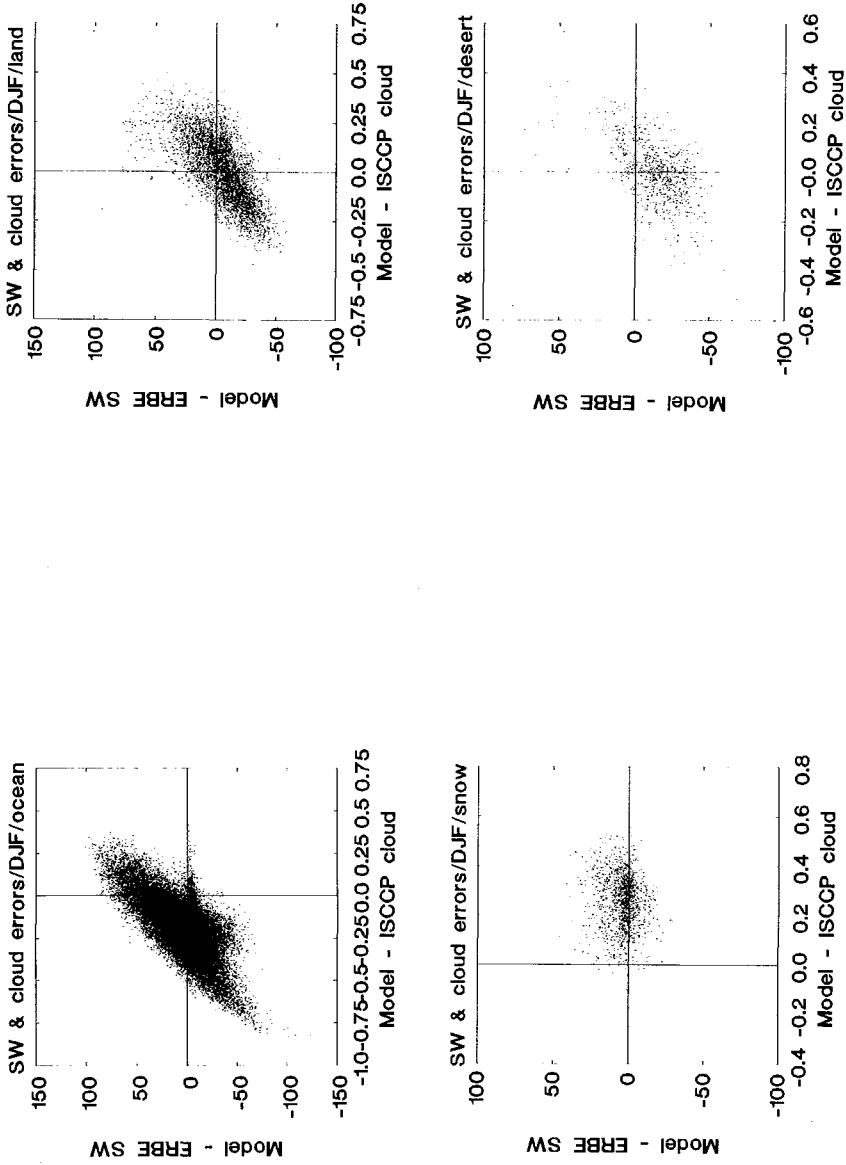 SW & cloud errors/DJF/ocean
150
100
50
0
-50
-100
-150
Model - ERBE SW
-1.0-0.75-0.5-0.25 0.0 0.25 0.5 0.75
Model - ISCCP cloud
SW & cloud errors/DJF/land
150
100
50
0
-50
-100
Model - ERBE SW
-0.75-0.5-0.25 0.0 0.25 0.5 0.75
Model - ISCCP cloud
SW & cloud errors/DJF/snow
100
50
0
-50
-100
Model - ERBE SW
-0.4 -0.2 0.0 0.2 0.4 0.6 0.8
Model - ISCCP cloud
SW & cloud errors/DJF/desert
100
50
0
-50
-100
Model - ERBE SW
-0.6 -0.4 -0.2 -0.0 0.2 0.4 0.6
Model - ISCCP cloud